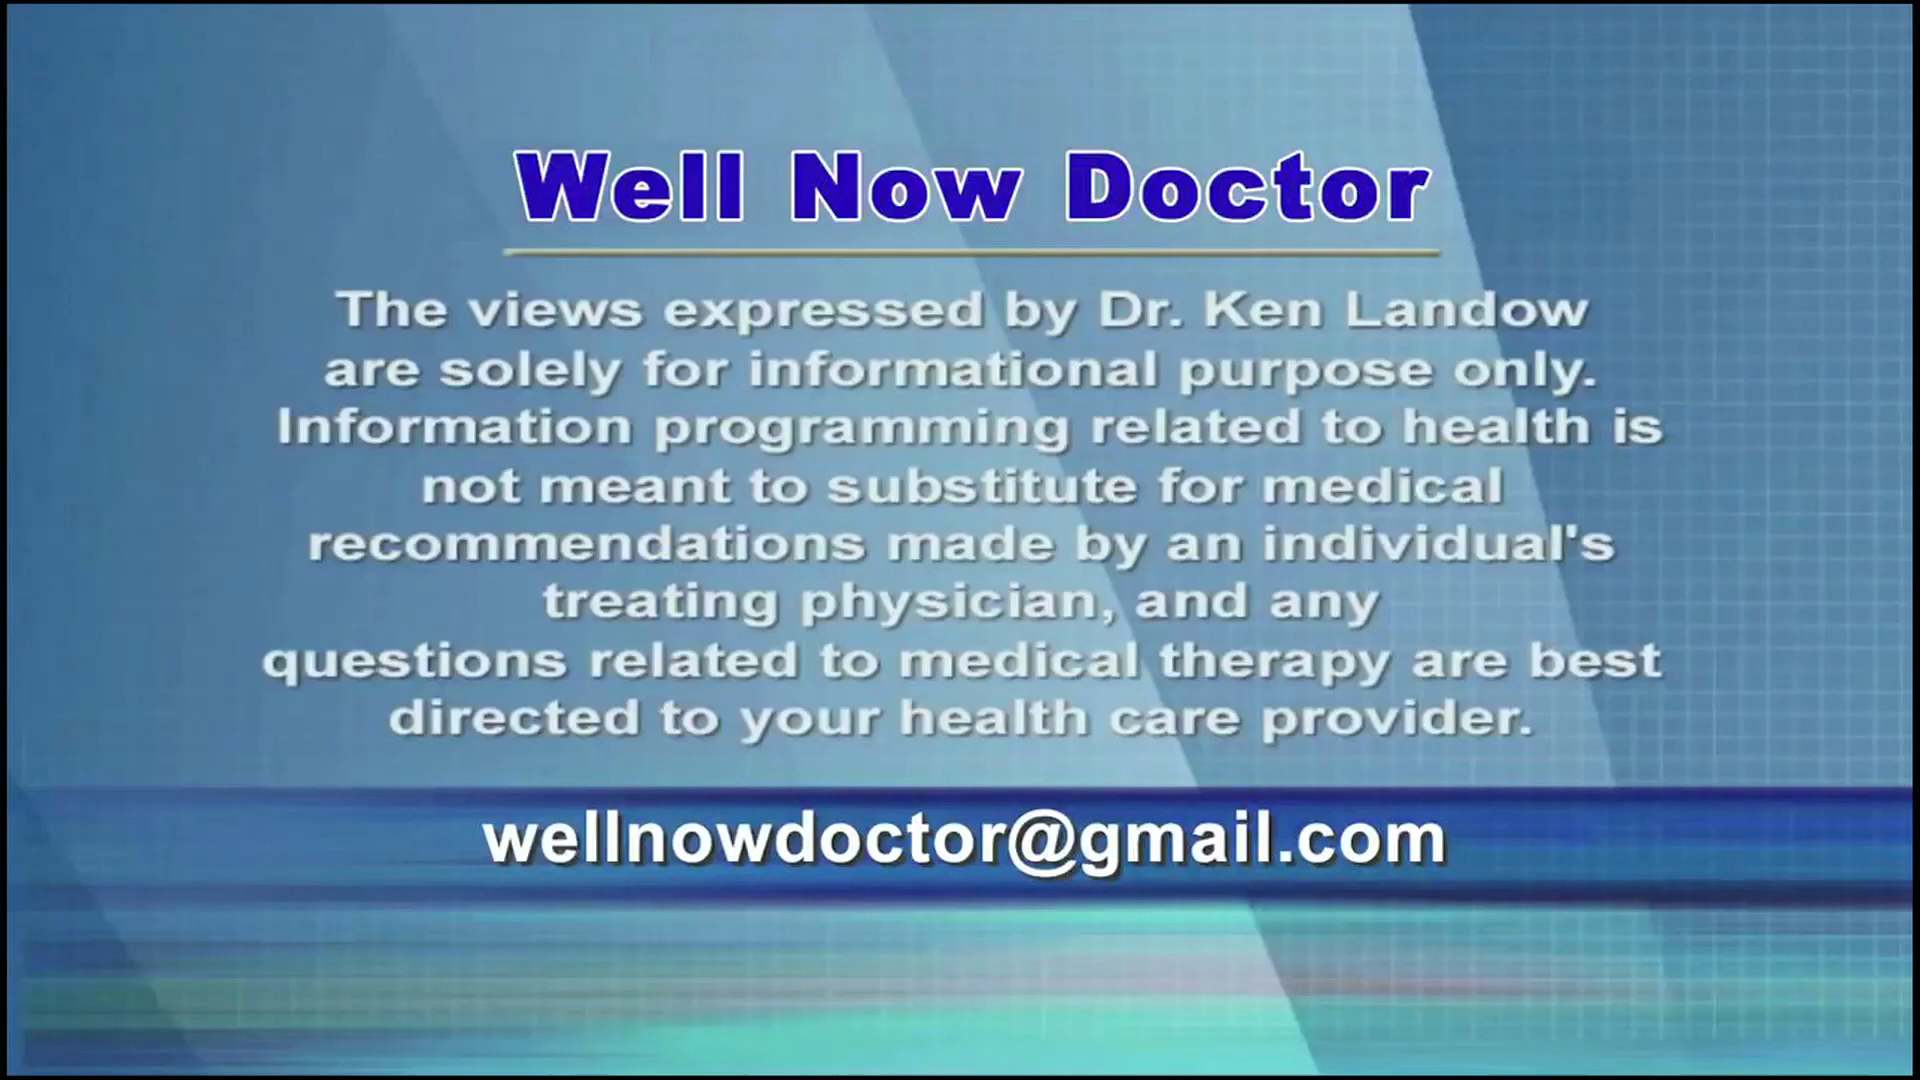 Well Now Doctor
The views expressed by Dr. Ken Landow
are solely for informational purpose only.
Information programming related to health is
not meant to substitute for medical
recommendations made by an individual's
treating physician, and any
questions related to medical therapy are best
directed to your health care provider.
wellnowdoctor@gmail.com